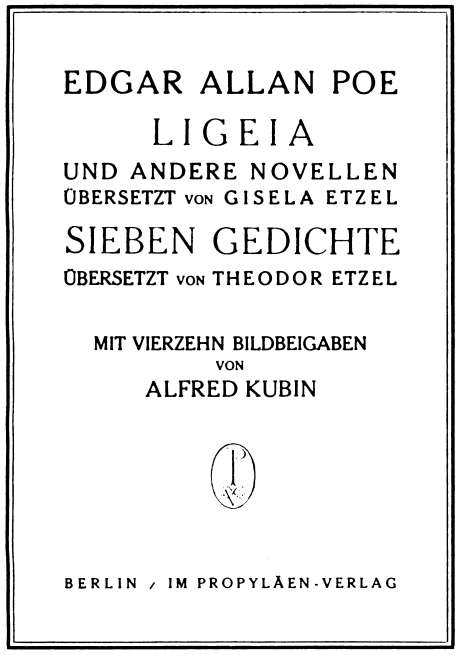 EDGAR ALLAN POE
LIGEIA
UND ANDERE NOVELLEN
ÜBERSETZT VON GISELA ETZEL
SIEBEN GEDICHTE
ÜBERSETZT VON THEODOR ETZEL
MIT VIERZEHN BILDBEIGABEN
VON
ALFRED KUBIN
BERLIN / IM PROPYLÄEN-VERLAG